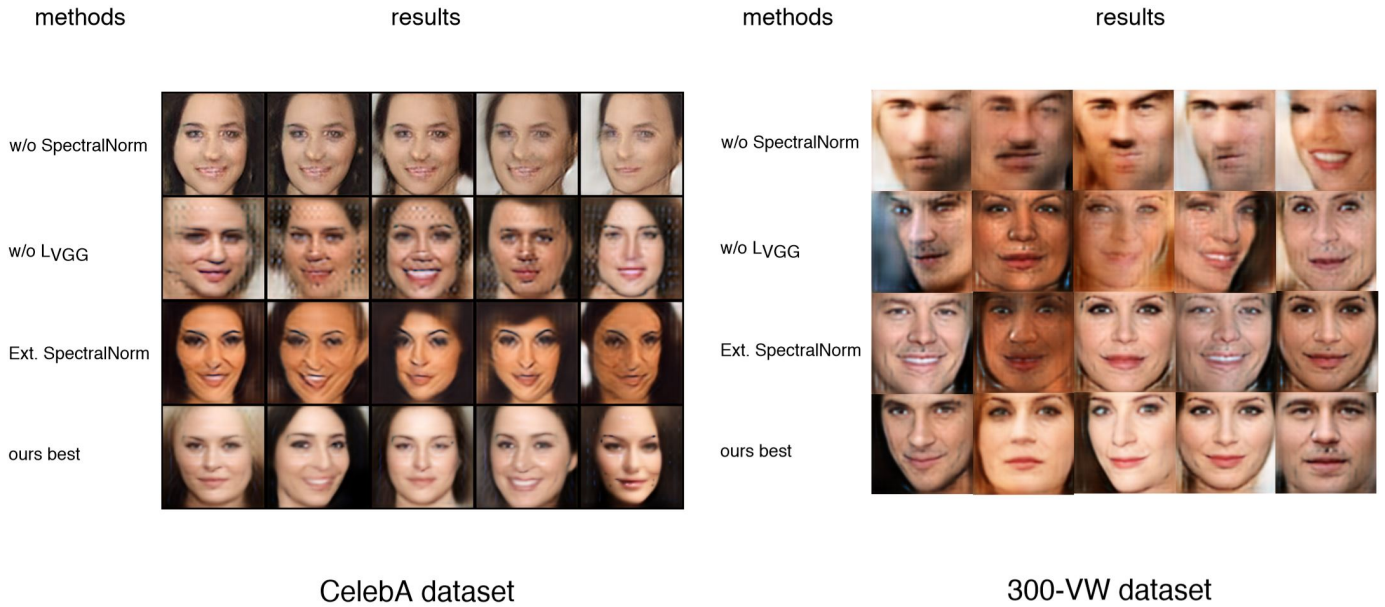 methods results
w/o SpectralNorm
w/o LVGG
Ext. SpectralNorm
ours best
CelebA dataset
methods results
w/o SpectralNorm
w/o LVGG
Ext. SpectralNorm
ours best
300-VW dataset